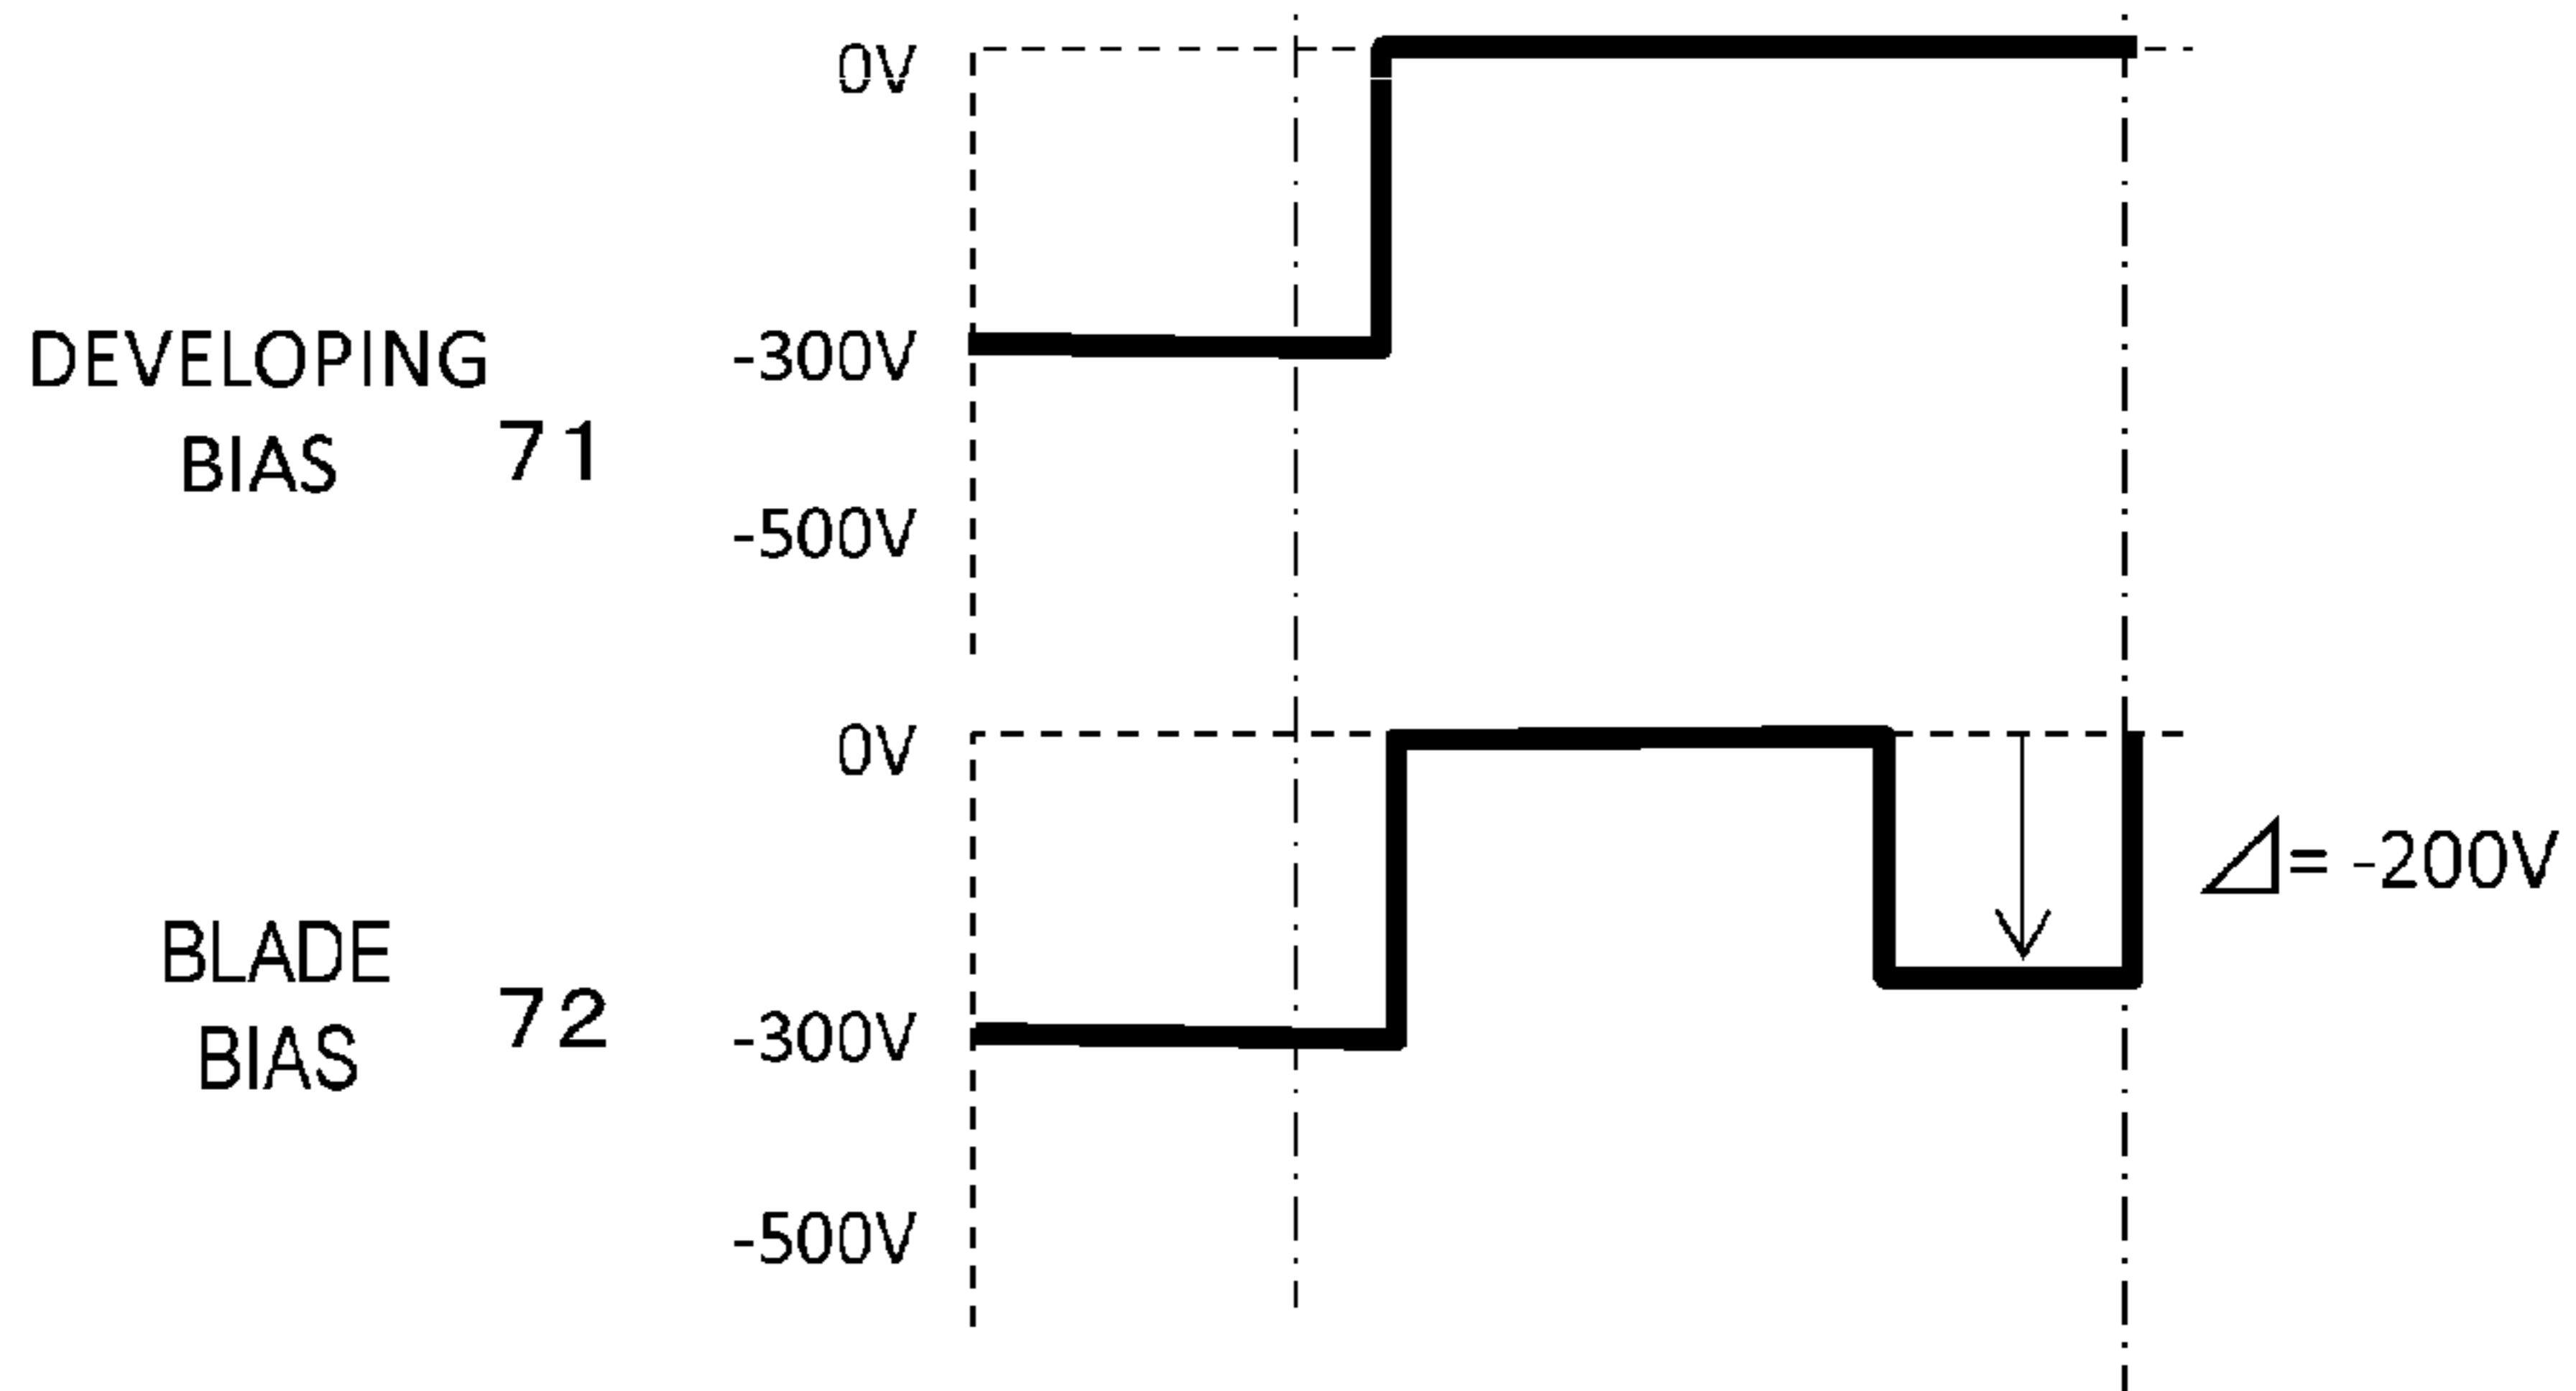 0V
-300V
DEVELOPING
BIAS 71
-500V
0V
⊿= -200V
BLADE
BIAS 72
-300V
-500V